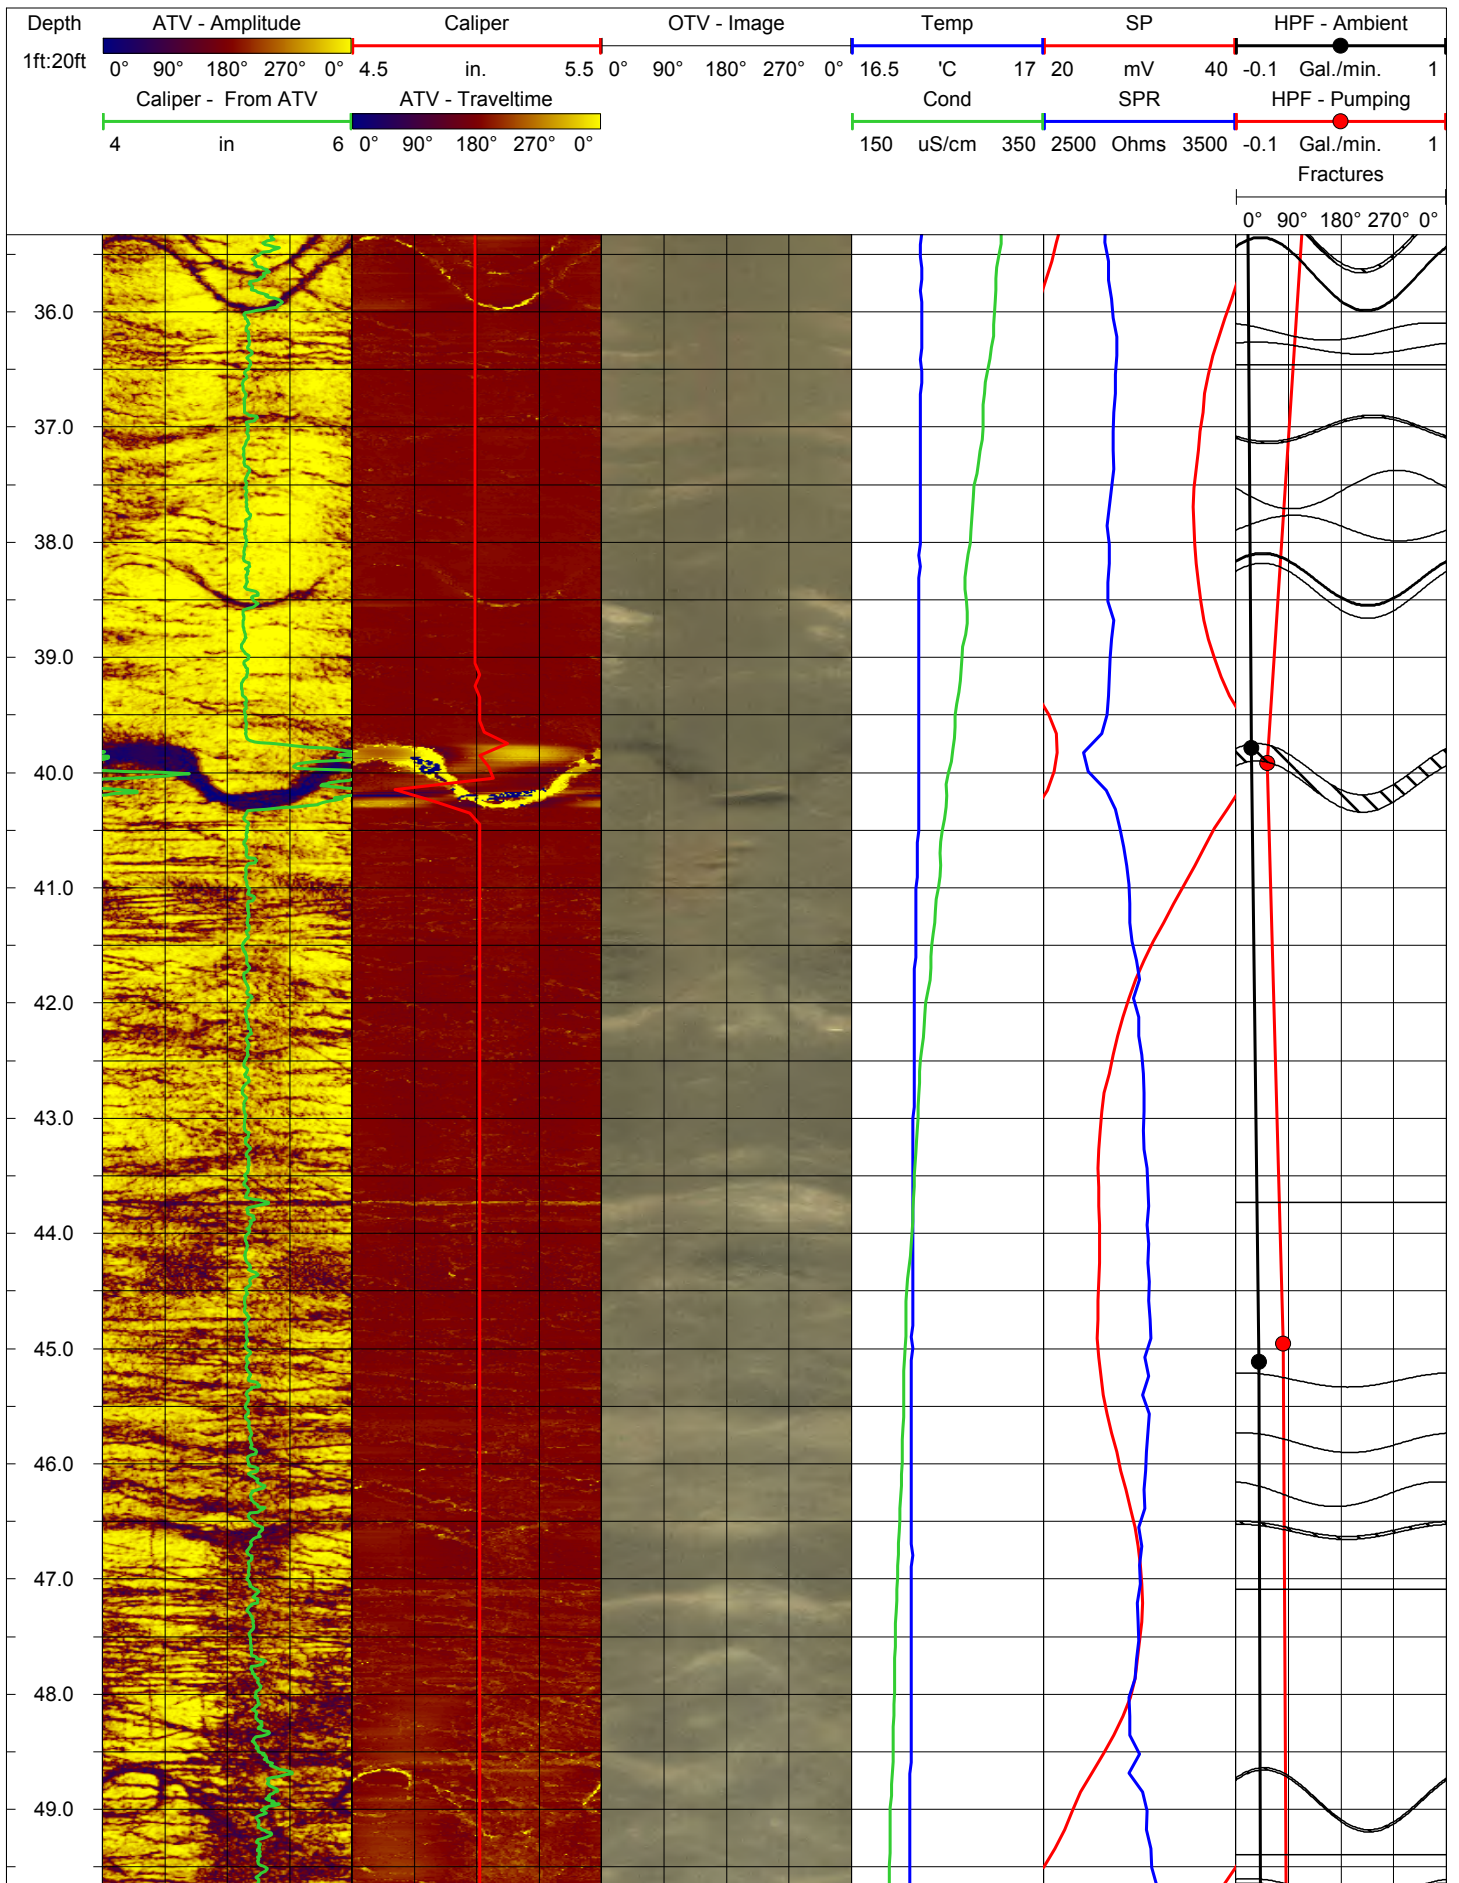 Depth ATV - Amplitude Caliper OTV - Image Temp SP HPF - Ambient
1ft:20ft 0° 90° 180° 270° 0° 4.5 in. 5.5 0° 90° 180° 270° 0° 16.5 'C 17 20 mV 40 -0.1 Gal./min. 1
Caliper - From ATV ATV - Traveltime Cond SPR HPF - Pumping
4 in 6 0° 90° 180° 270° 0° 150 uS/cm 350 2500 Ohms 3500 -0.1 Gal./min. 1
Fractures
0° 90° 180° 270° 0°
36.0
37.0
38.0
39.0
40.0
41.0
42.0
43.0
44.0
45.0
46.0
47.0
48.0
49.0